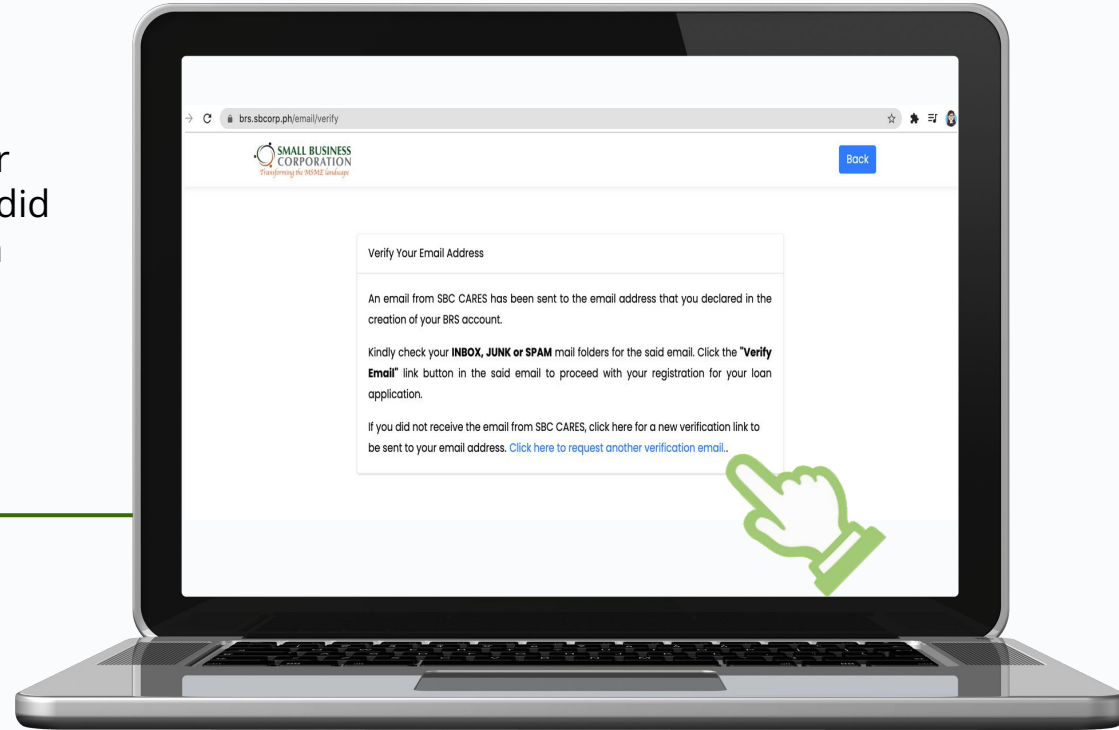 r
did
brs.sbcorp.ph/email/verify
SMALL BUSINESS
CORPORATION
Transforming the MSME landscape
Back
Verify Your Email Address
An email from SBC CARES has been sent to the email address that you declared in the
creation of your BRS account.
Kindly check your INBOX, JUNK or SPAM mail folders for the said email. Click the "Verify
Email" link button in the said email to proceed with your registration for your loan
application.
If you did not receive the email from SBC CARES, click here for a new verification link to
be sent to your email address. Click here to request another verification email..